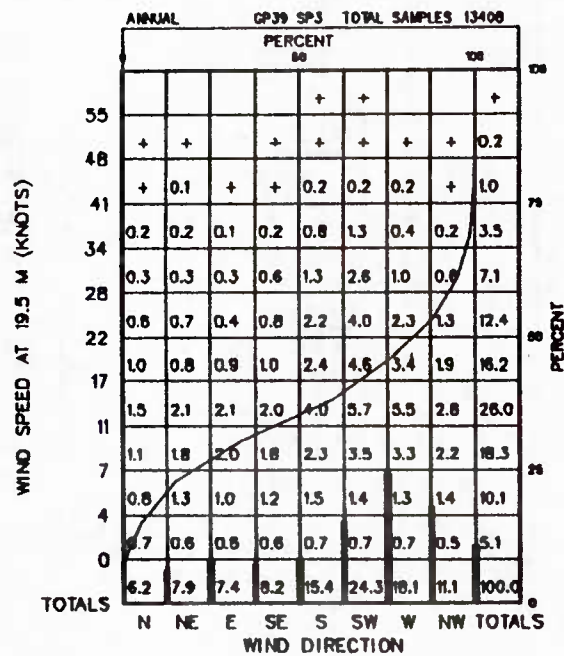 ANNUAL GP39 SP3 TOTAL SAMPLES 13408
PERCENT
0 50 100
100
+ + +
55
+ + + + + + + 0.2
48
+ 0.1 + + 0.2 0.2 0.2 + 1.0
41 75
0.2 0.2 0.1 0.2 0.8 1.3 0.4 0.2 3.5
34
0.3 0.3 0.3 0.6 1.3 2.6 1.0 0.6 7.1
28
0.6 0.7 0.4 0.8 2.2 4.0 2.3 1.3 12.4
22 50
1.0 0.8 0.9 1.0 2.4 4.6 3.4 1.9 16.2
17
1.5 2.1 2.1 2.0 4.0 5.7 5.5 2.8 26.0
11
1.1 1.8 2.0 1.8 2.3 3.5 3.3 2.2 18.3
7 25
0.8 1.3 1.0 1.2 1.5 1.4 1.3 1.4 10.1
4
0.7 0.6 0.6 0.6 0.7 0.7 0.7 0.5 5.1
0
6.2 7.9 7.4 8.2 15.4 24.3 18.1 11.1 100.0
TOTALS 0
N NE E SE S SW W NW TOTALS
WIND DIRECTION
WIND SPEED AT 19.5 M (KNOTS)
PERCENT